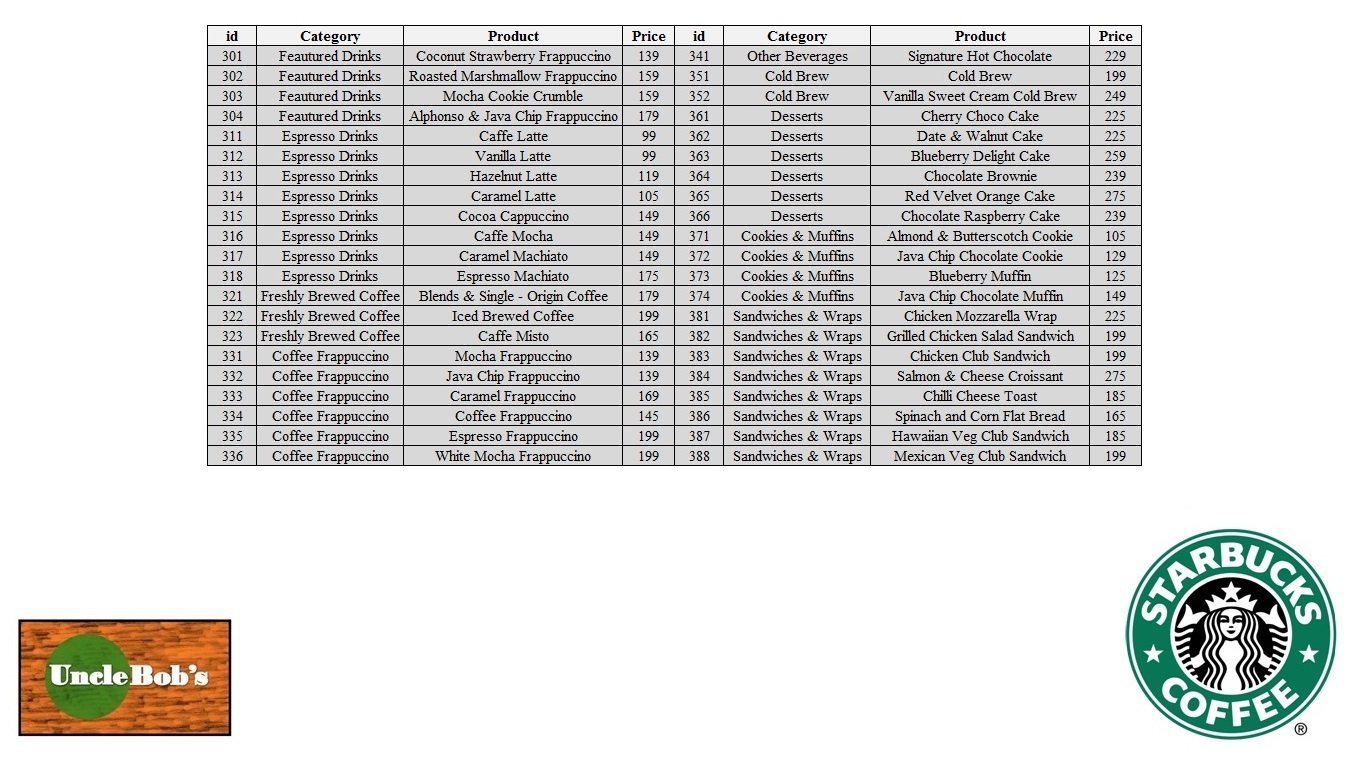 id Category Product Price id Category Product Price
301 Feautured Drinks Coconut Strawberry Frappuccino 139 341 Other Beverages Signature Hot Chocolate 229
302 Feautured Drinks Roasted Marshmallow Frappuccino 159 351 Cold Brew Cold Brew 199
303 Feautured Drinks Mocha Cookie Crumble 159 352 Cold Brew Vanilla Sweet Cream Cold Brew 249
304 Feautured Drinks Alphonso & Java Chip Frappuccino 179 361 Desserts Cherry Choco Cake 225
311 Espresso Drinks Caffe Latte 99 362 Desserts Date & Walnut Cake 225
312 Espresso Drinks Vanilla Latte 99 363 Desserts Blueberry Delight Cake 259
313 Espresso Drinks Hazelnut Latte 119 364 Desserts Chocolate Brownie 239
314 Espresso Drinks Caramel Latte 105 365 Desserts Red Velvet Orange Cake 275
315 Espresso Drinks Cocoa Cappuccino 149 366 Desserts Chocolate Raspberry Cake 239
316 Espresso Drinks Caffe Mocha 149 371 Cookies & Muffins Almond & Butterscotch Cookie 105
317 Espresso Drinks Caramel Machiato 149 372 Cookies & Muffins Java Chip Chocolate Cookie 129
318 Espresso Drinks Espresso Machiato 175 373 Cookies & Muffins Blueberry Muffin 125
321 Freshly Brewed Coffee Blends & Single - Origin Coffee 179 374 Cookies & Muffins Java Chip Chocolate Muffin 149
322 Freshly Brewed Coffee Iced Brewed Coffee 199 381 Sandwiches & Wraps Chicken Mozzarella Wrap 225
323 Freshly Brewed Coffee Caffe Misto 165 382 Sandwiches & Wraps Grilled Chicken Salad Sandwich 199
331 Coffee Frappuccino Mocha Frappuccino 139 383 Sandwiches & Wraps Chicken Club Sandwich 199
332 Coffee Frappuccino Java Chip Frappuccino 139 384 Sandwiches & Wraps Salmon & Cheese Croissant 275
333 Coffee Frappuccino Caramel Frappuccino 169 385 Sandwiches & Wraps Chilli Cheese Toast 185
334 Coffee Frappuccino Coffee Frappuccino 145 386 Sandwiches & Wraps Spinach and Corn Flat Bread 165
335 Coffee Frappuccino Espresso Frappuccino 199 387 Sandwiches & Wraps Hawaiian Veg Club Sandwich 185
336 Coffee Frappuccino White Mocha Frappuccino 199 388 Sandwiches & Wraps Mexican Veg Club Sandwich 199
Uncle Bob's
STARBUCKS
COFFEE
®